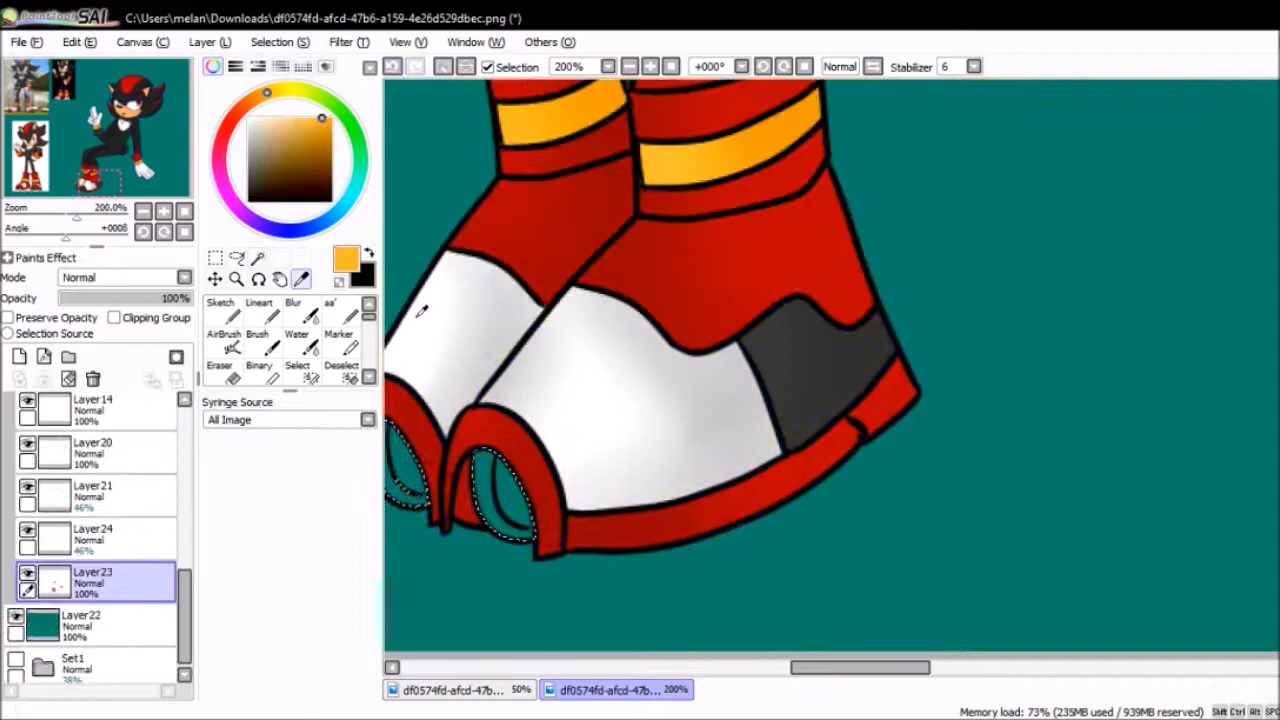 PaintTool SAI C:\Users\melan\Downloads\df0574fd-afcd-47b6-a159-4e26d529dbec.png (*)
File (F) Edit (E) Canvas (C) Layer (L) Selection (S) Filter (T) View (V) Window (W) Others (O)
Selection 200% +000° Normal Stabilizer 6
Zoom 200.0%
Angle +000θ
Paints Effect
Mode Normal
Opacity 100%
Preserve Opacity Clipping Group
Selection Source
Layer14
Normal
100%
Layer20
Normal
100%
Layer21
Normal
46%
Layer24
Normal
46%
Layer23
Normal
100%
Layer22
Normal
100%
Set1
Normal
38%
Sketch Lineart Blur aa'
AirBrush Brush Water Marker
Eraser Binary Select Deselect
Syringe Source
All Image
df0574fd-afcd-47b... 50% df0574fd-afcd-47b... 200%
Memory load: 73% (235MB used / 939MB reserved) Shift Ctrl Alt SPC